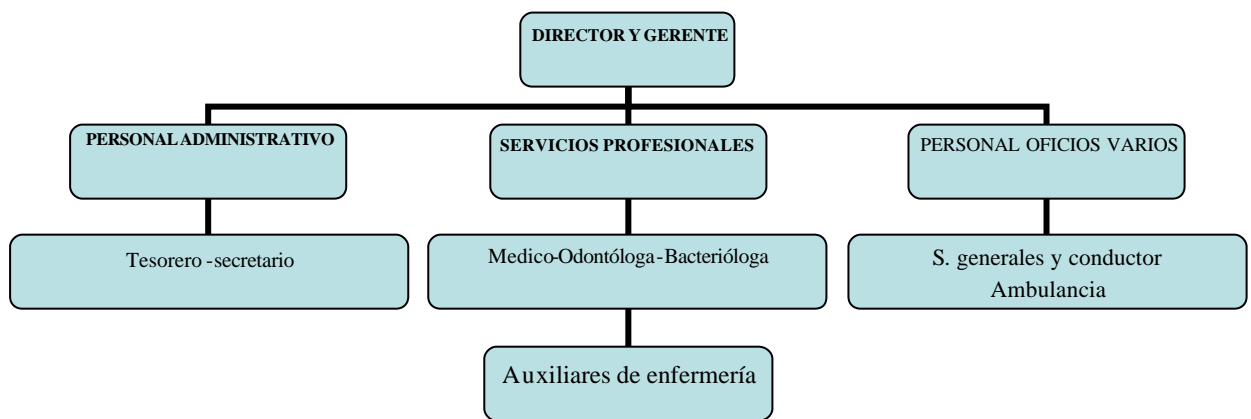 DIRECTOR Y GERENTE
PERSONAL ADMINISTRATIVO
SERVICIOS PROFESIONALES
PERSONAL OFICIOS VARIOS
Tesorero -secretario
Medico-Odontóloga-Bacterióloga
S. generales y conductor
Ambulancia
Auxiliares de enfermería